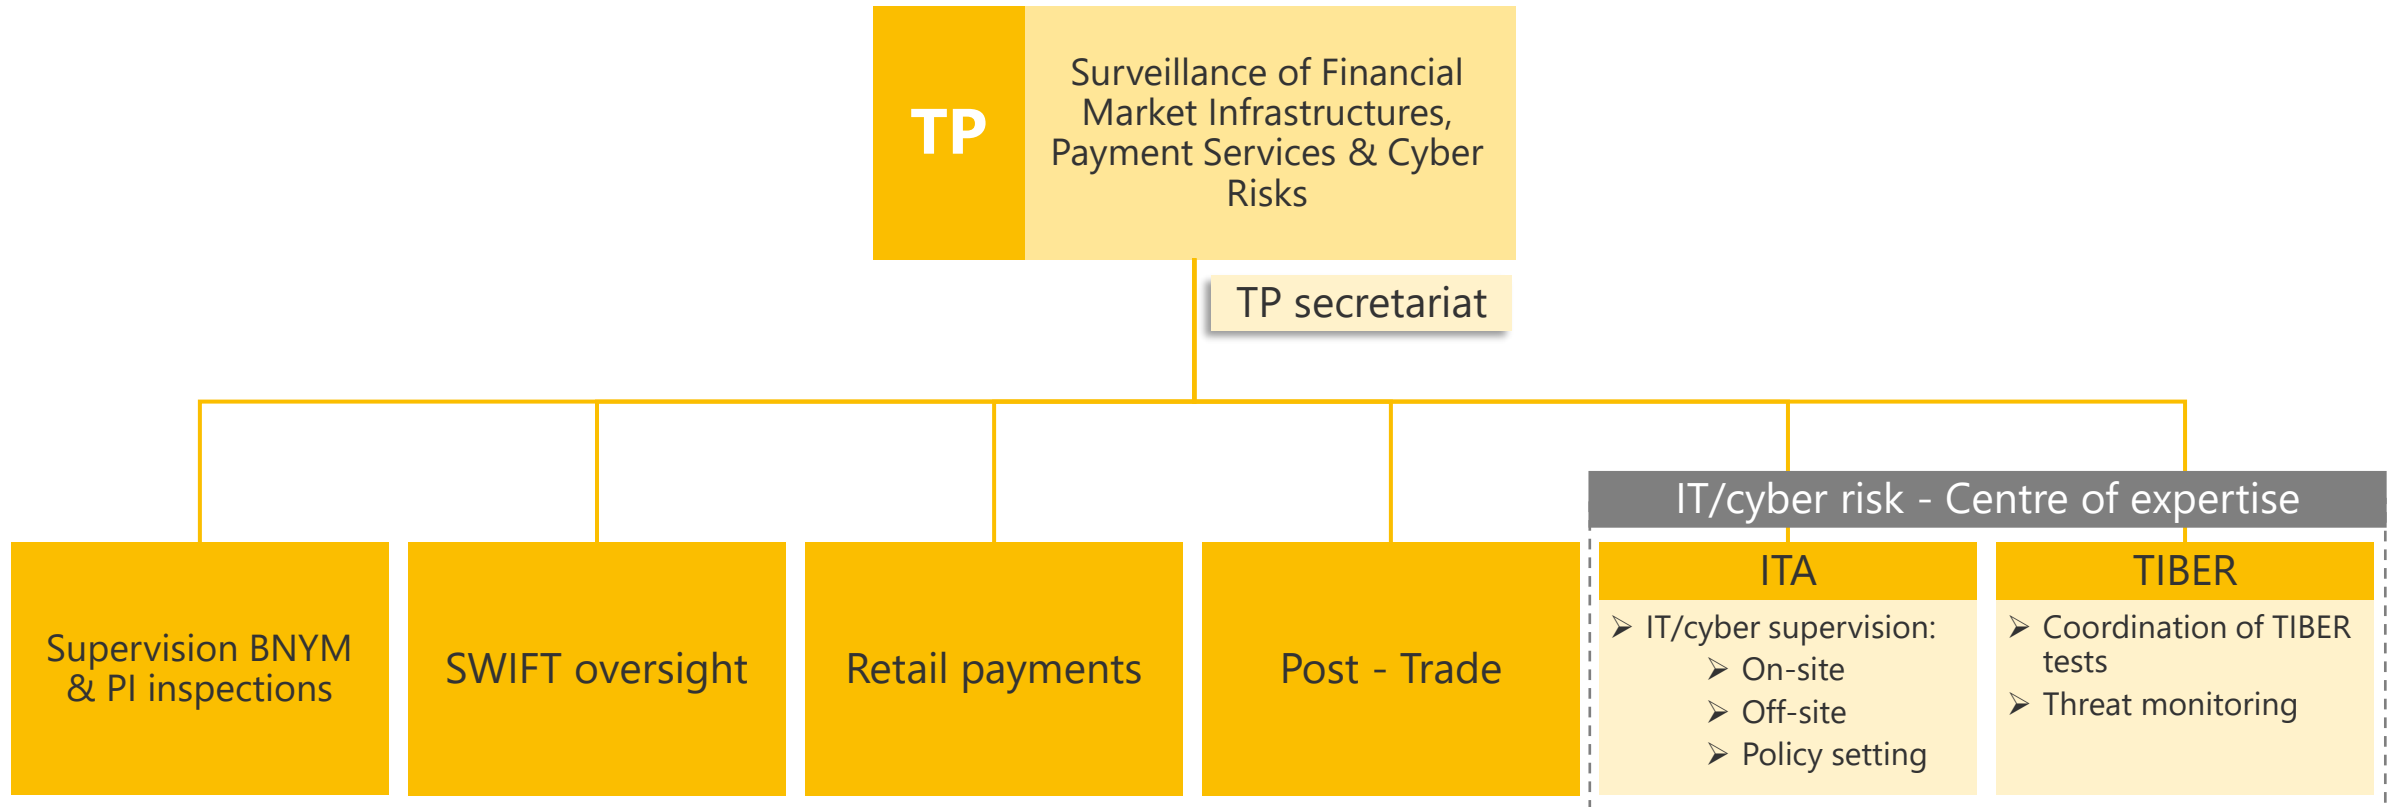 TP
Surveillance of Financial
Market Infrastructures,
Payment Services & Cyber
Risks
TP secretariat
IT/cyber risk - Centre of expertise
Supervision BNYM
& PI inspections
SWIFT oversight
Retail payments
Post - Trade
ITA
➢ IT/cyber supervision:
➢ On-site
➢ Off-site
➢ Policy setting
TIBER
➢ Coordination of TIBER
tests
➢ Threat monitoring